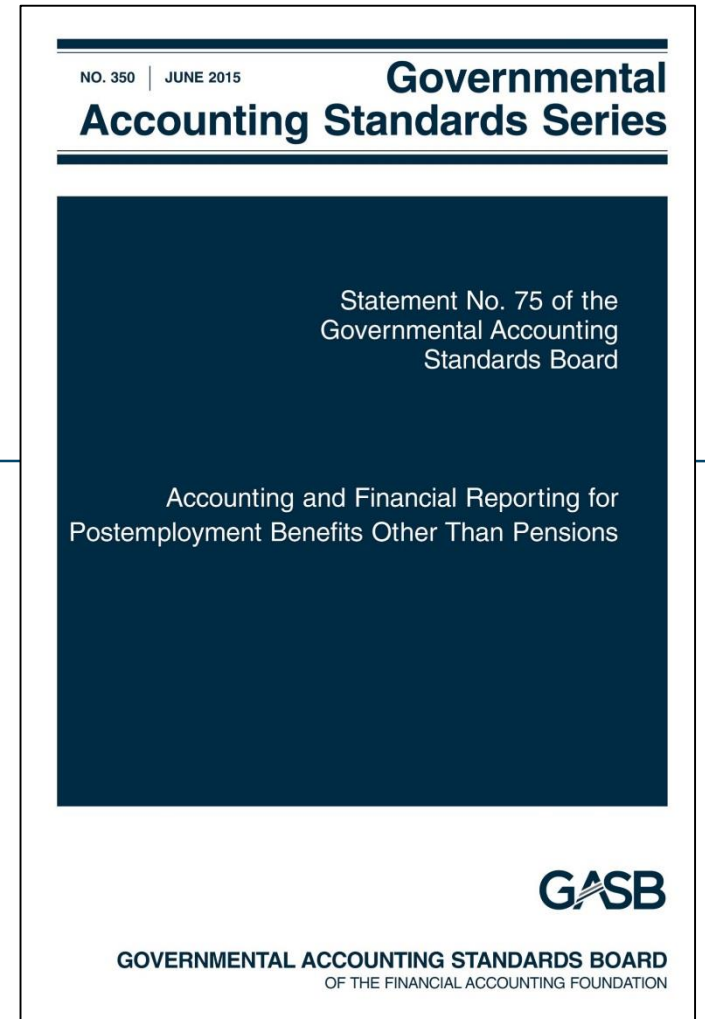 NO. 350 | JUNE 2015
Governmental
Accounting Standards Series
Statement No. 75 of the
Governmental Accounting
Standards Board
Accounting and Financial Reporting for
Postemployment Benefits Other Than Pensions
GASB
GOVERNMENTAL ACCOUNTING STANDARDS BOARD
OF THE FINANCIAL ACCOUNTING FOUNDATION